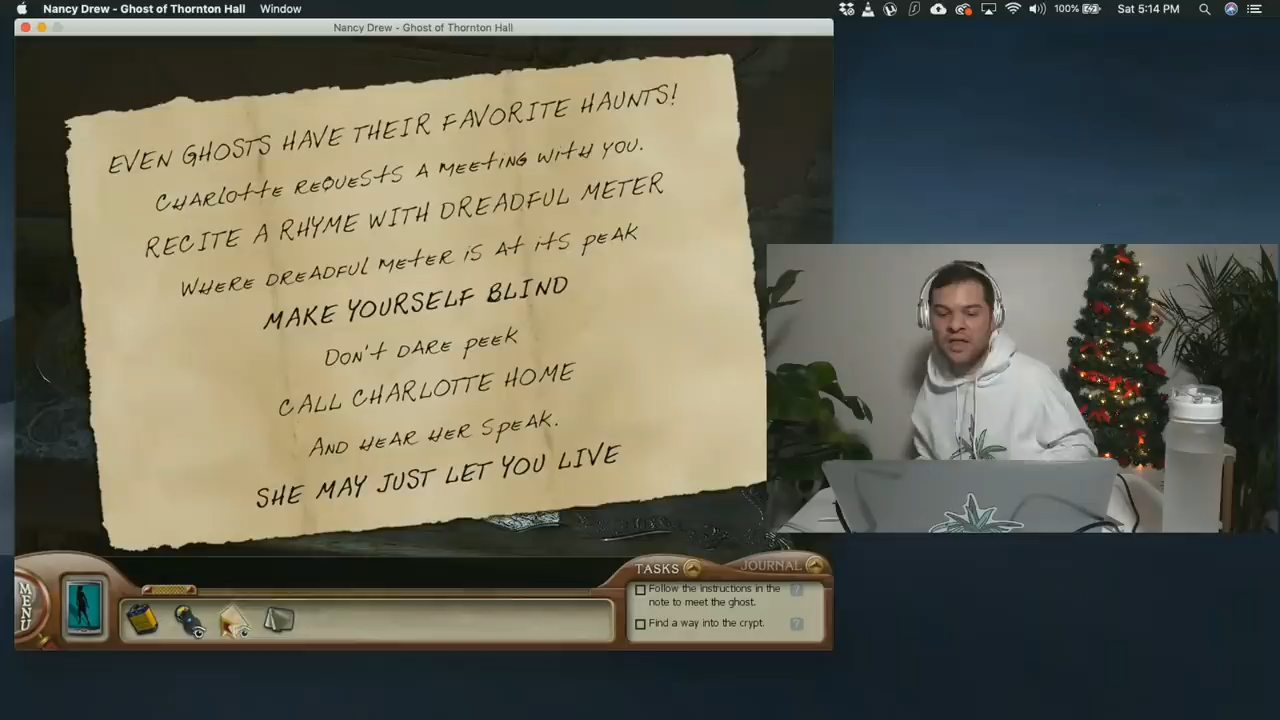 Nancy Drew - Ghost of Thornton Hall Window
100% Sat 5:14 PM
Nancy Drew - Ghost of Thornton Hall
EVEN GHOSTS HAVE THEIR FAVORITE HAUNTS!
CHARLOTTE REQUESTS A MEETING WITH YOU.
RECITE A RHYME WITH DREADFUL METER
WHERE DREADFUL METER IS AT ITS PEAK
MAKE YOURSELF BLIND
DON'T DARE PEEK
CALL CHARLOTTE HOME
AND HEAR HER SPEAK.
SHE MAY JUST LET YOU LIVE
MENU
TASKS JOURNAL
Follow the instructions in the ?
note to meet the ghost.
Find a way into the crypt. ?